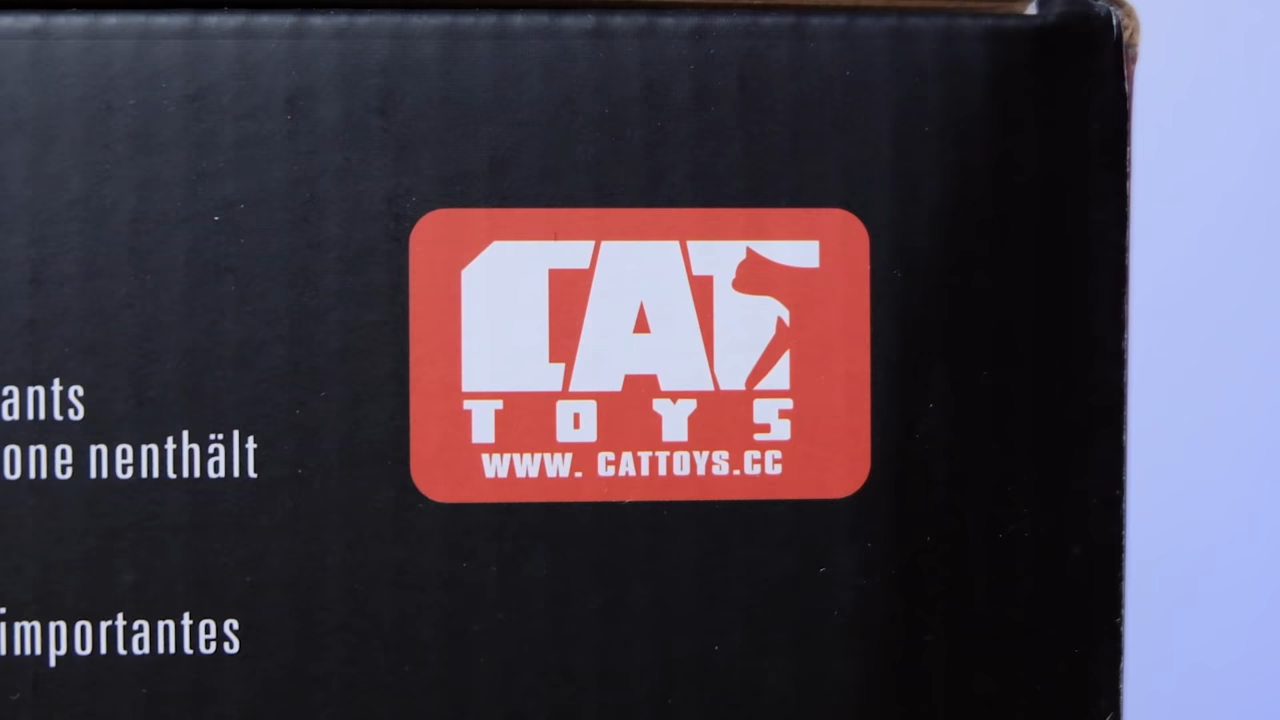 ants
one nenthält
importantes
CAT
TOYS
WWW. CATTOYS.CC